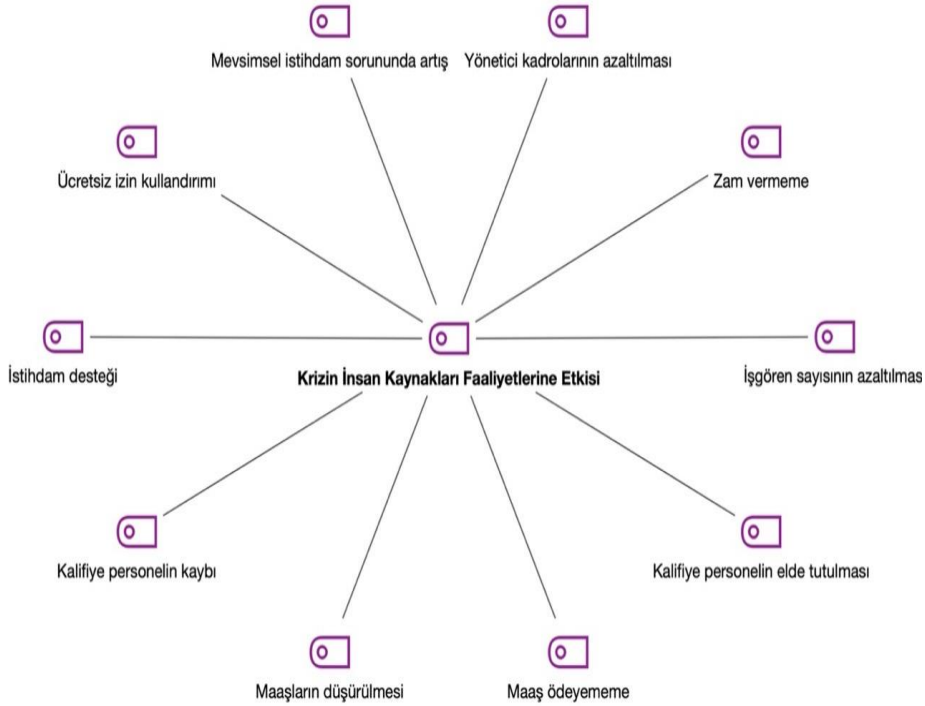 Mevsimsel istihdam sorununda artış
Yönetici kadrolarının azaltılması
Ücretsiz izin kullandırımı
Zam vermeme
İstihdam desteği
Krizin İnsan Kaynakları Faaliyetlerine Etkisi
İşgören sayısının azaltılmas
Kalifiye personelin kaybı
Kalifiye personelin elde tutulması
Maaşların düşürülmesi
Maaş ödeyememe